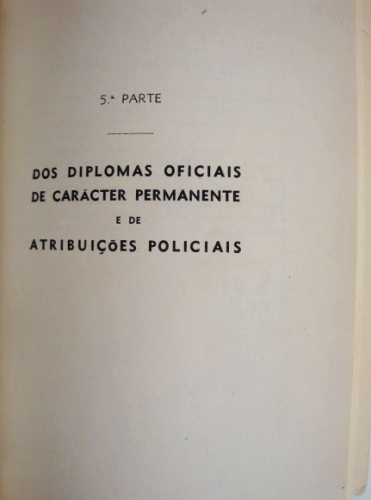 5.ª PARTE
DOS DIPLOMAS OFICIAIS
DE CARÁCTER PERMANENTE
E DE
ATRIBUIÇÕES POLICIAIS